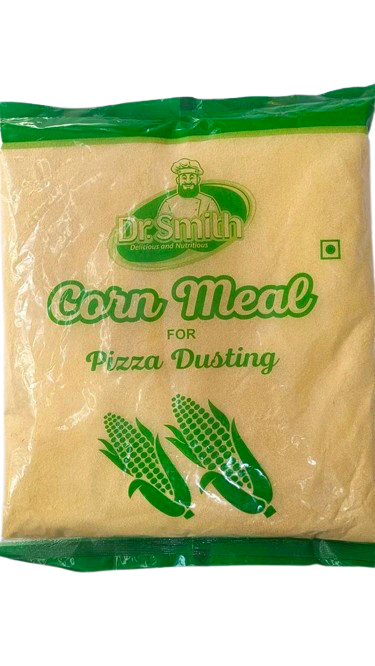 Dr. Smith
Delicious and Nutritious
Corn Meal
FOR
Pizza Dusting